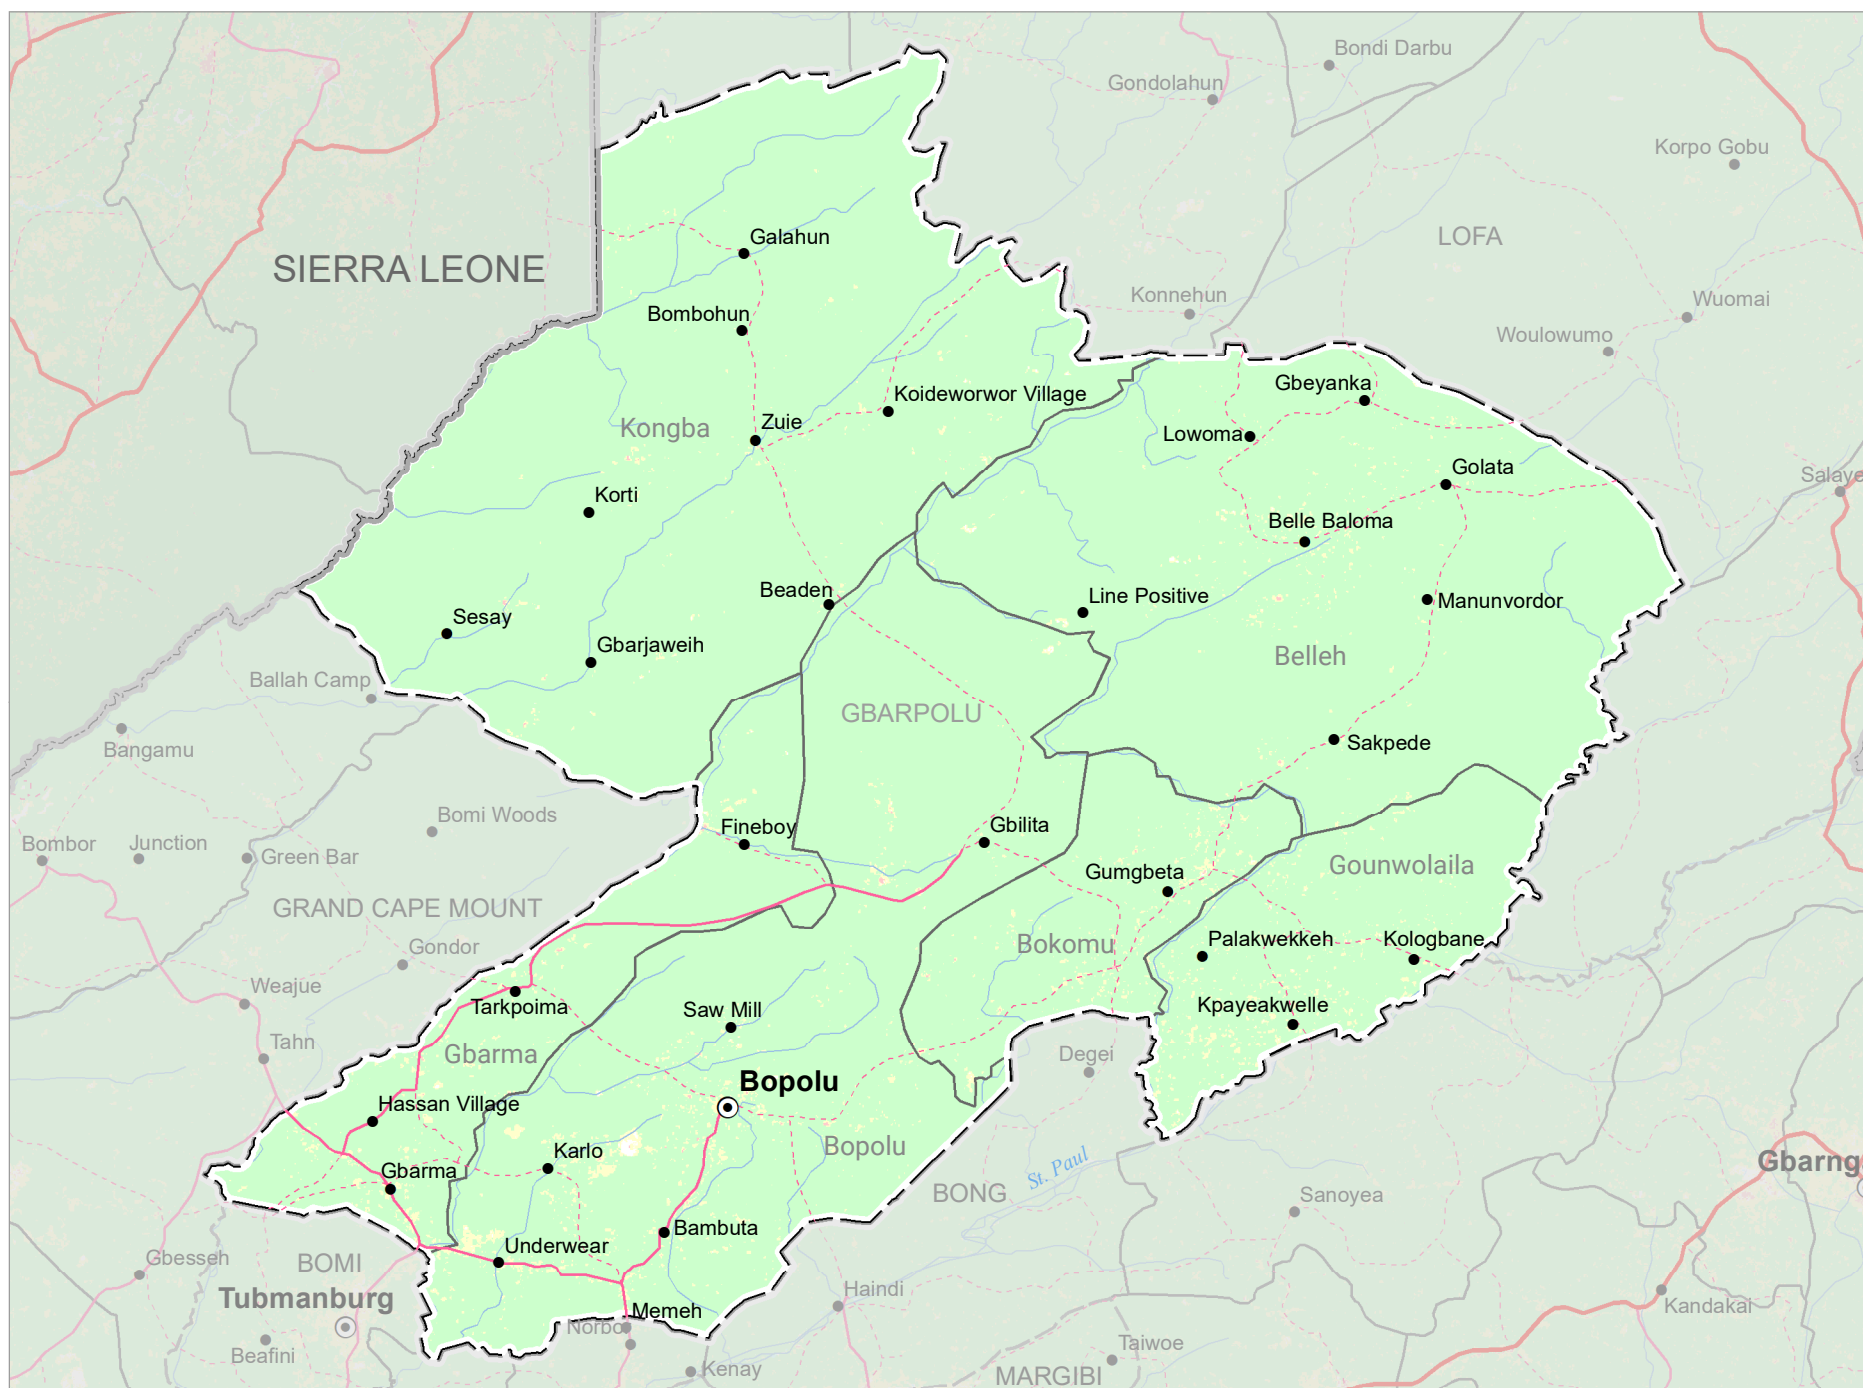 Bondi Darbu
Gondolahun
Korpo Gobu
Galahun
LOFA
SIERRA LEONE
Konnehun
Wuomai
Bombohun
Woulowumo
Gbeyanka
Koideworwor Village
Zuie
Kongba
Lowoma
Golata
Salaye
Korti
Belle Baloma
Beaden
Line Positive
Manunvordor
Sesay
Gbarjaweih
Belleh
Ballah Camp
GBARPOLU
Bangamu
Sakpede
Bomi Woods
Fineboy
Gbilita
Bombor
Junction
Green Bar
Gumgbeta
Gounwolaila
GRAND CAPE MOUNT
Gondor
Bokomu
Palakwekkeh
Kologbane
Weajue
Tarkpoima
Saw Mill
Kpayeakwelle
Tahn
Gbarma
Degei
Bopolu
Hassan Village
Bopolu
Karlo
Gbarma
St. Paul
Gbarng
BONG
Sanoyea
Bambuta
Underwear
Gbesseh
BOMI
Tubmanburg
Haindi
Kandakai
Memeh
Norbo
Beafini
Taiwoe
Kenay
MARGIBI